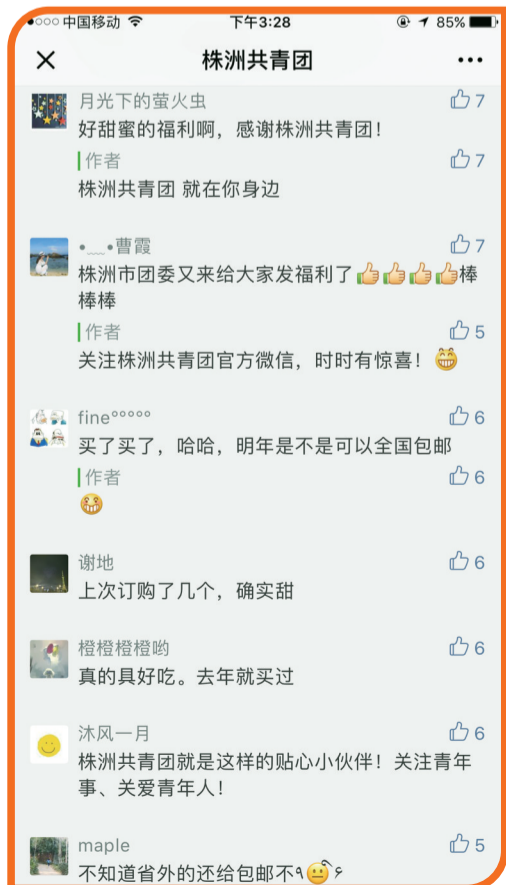 中国移动 下午3:28 85%
株洲共青团
月光下的萤火虫 7
好甜蜜的福利啊，感谢株洲共青团！
作者 7
株洲共青团 就在你身边
•﹏•曹霞 7
株洲市团委又来给大家发福利了👍👍👍👍棒
棒棒
作者 5
关注株洲共青团官方微信，时时有惊喜！😁
fine°°°°° 6
买了买了，哈哈，明年是不是可以全国包邮
作者 6
谢地 6
上次订购了几个，确实甜
橙橙橙橙哟 6
真的具好吃。去年就买过
沐风一月 6
株洲共青团就是这样的贴心小伙伴！关注青年
事、关爱青年人！
maple 5
不知道省外的还给包邮不٩😐۶